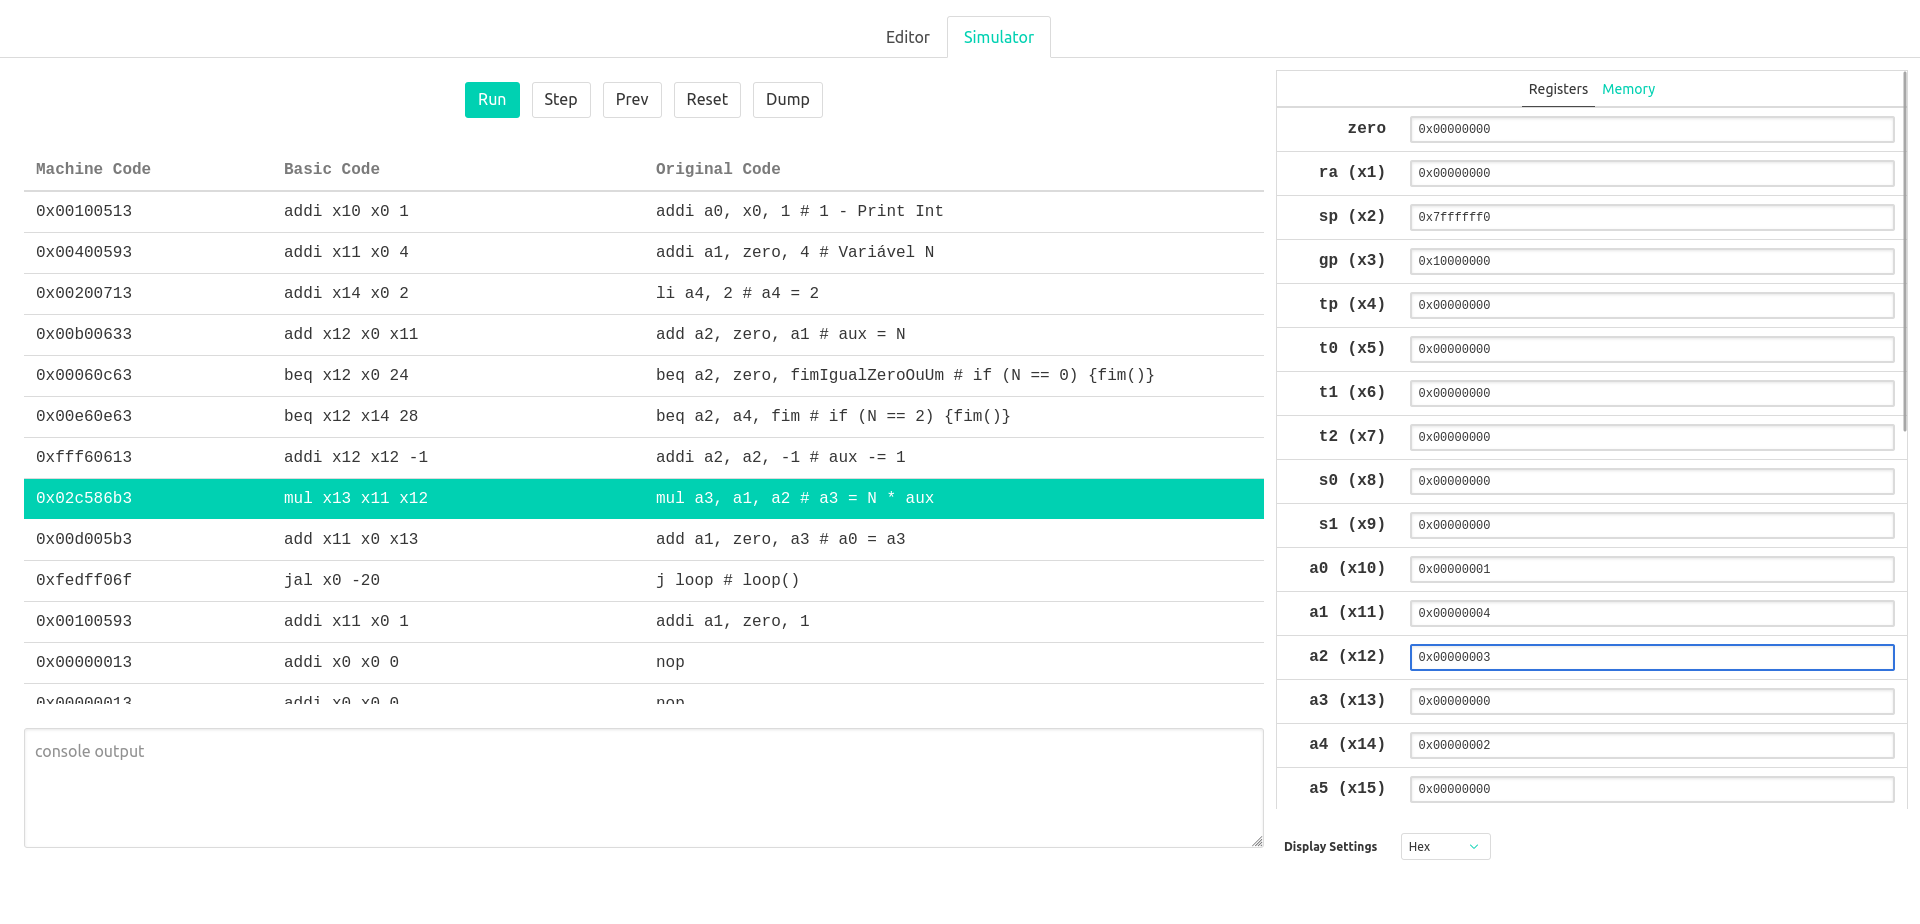 Editor Simulator
Run Step Prev Reset Dump
Machine Code Basic Code Original Code
0x00100513 addi x10 x0 1 addi a0, x0, 1 # 1 - Print Int
0x00400593 addi x11 x0 4 addi a1, zero, 4 # Variável N
0x00200713 addi x14 x0 2 li a4, 2 # a4 = 2
0x00b00633 add x12 x0 x11 add a2, zero, a1 # aux = N
0x00060c63 beq x12 x0 24 beq a2, zero, fimIgualZeroOuUm # if (N == 0) {fim()}
0x00e60e63 beq x12 x14 28 beq a2, a4, fim # if (N == 2) {fim()}
0xfff60613 addi x12 x12 -1 addi a2, a2, -1 # aux -= 1
0x02c586b3 mul x13 x11 x12 mul a3, a1, a2 # a3 = N * aux
0x00d005b3 add x11 x0 x13 add a1, zero, a3 # a0 = a3
0xfedff06f jal x0 -20 j loop # loop()
0x00100593 addi x11 x0 1 addi a1, zero, 1
0x00000013 addi x0 x0 0 nop
0x00000013 addi x0 x0 0 nop
console output
Registers Memory
zero 0x00000000
ra (x1) 0x00000000
sp (x2) 0x7ffffff0
gp (x3) 0x10000000
tp (x4) 0x00000000
t0 (x5) 0x00000000
t1 (x6) 0x00000000
t2 (x7) 0x00000000
s0 (x8) 0x00000000
s1 (x9) 0x00000000
a0 (x10) 0x00000001
a1 (x11) 0x00000004
a2 (x12) 0x00000003
a3 (x13) 0x00000000
a4 (x14) 0x00000002
a5 (x15) 0x00000000
Display Settings Hex